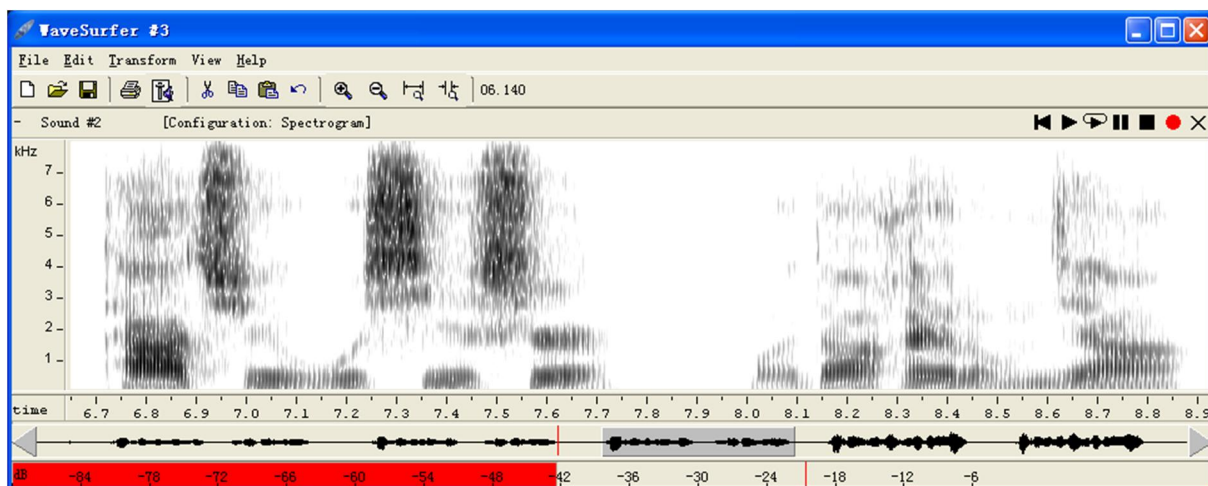 WaveSurfer #3
File Edit Transform View Help
06.140
- Sound #2 [Configuration: Spectrogram]
kHz
7
6
5
4
3
2
1
time 6.7 6.8 6.9 7.0 7.1 7.2 7.3 7.4 7.5 7.6 7.7 7.8 7.9 8.0 8.1 8.2 8.3 8.4 8.5 8.6 8.7 8.8 8.9
dB -84 -78 -72 -66 -60 -54 -48 -42 -36 -30 -24 -18 -12 -6